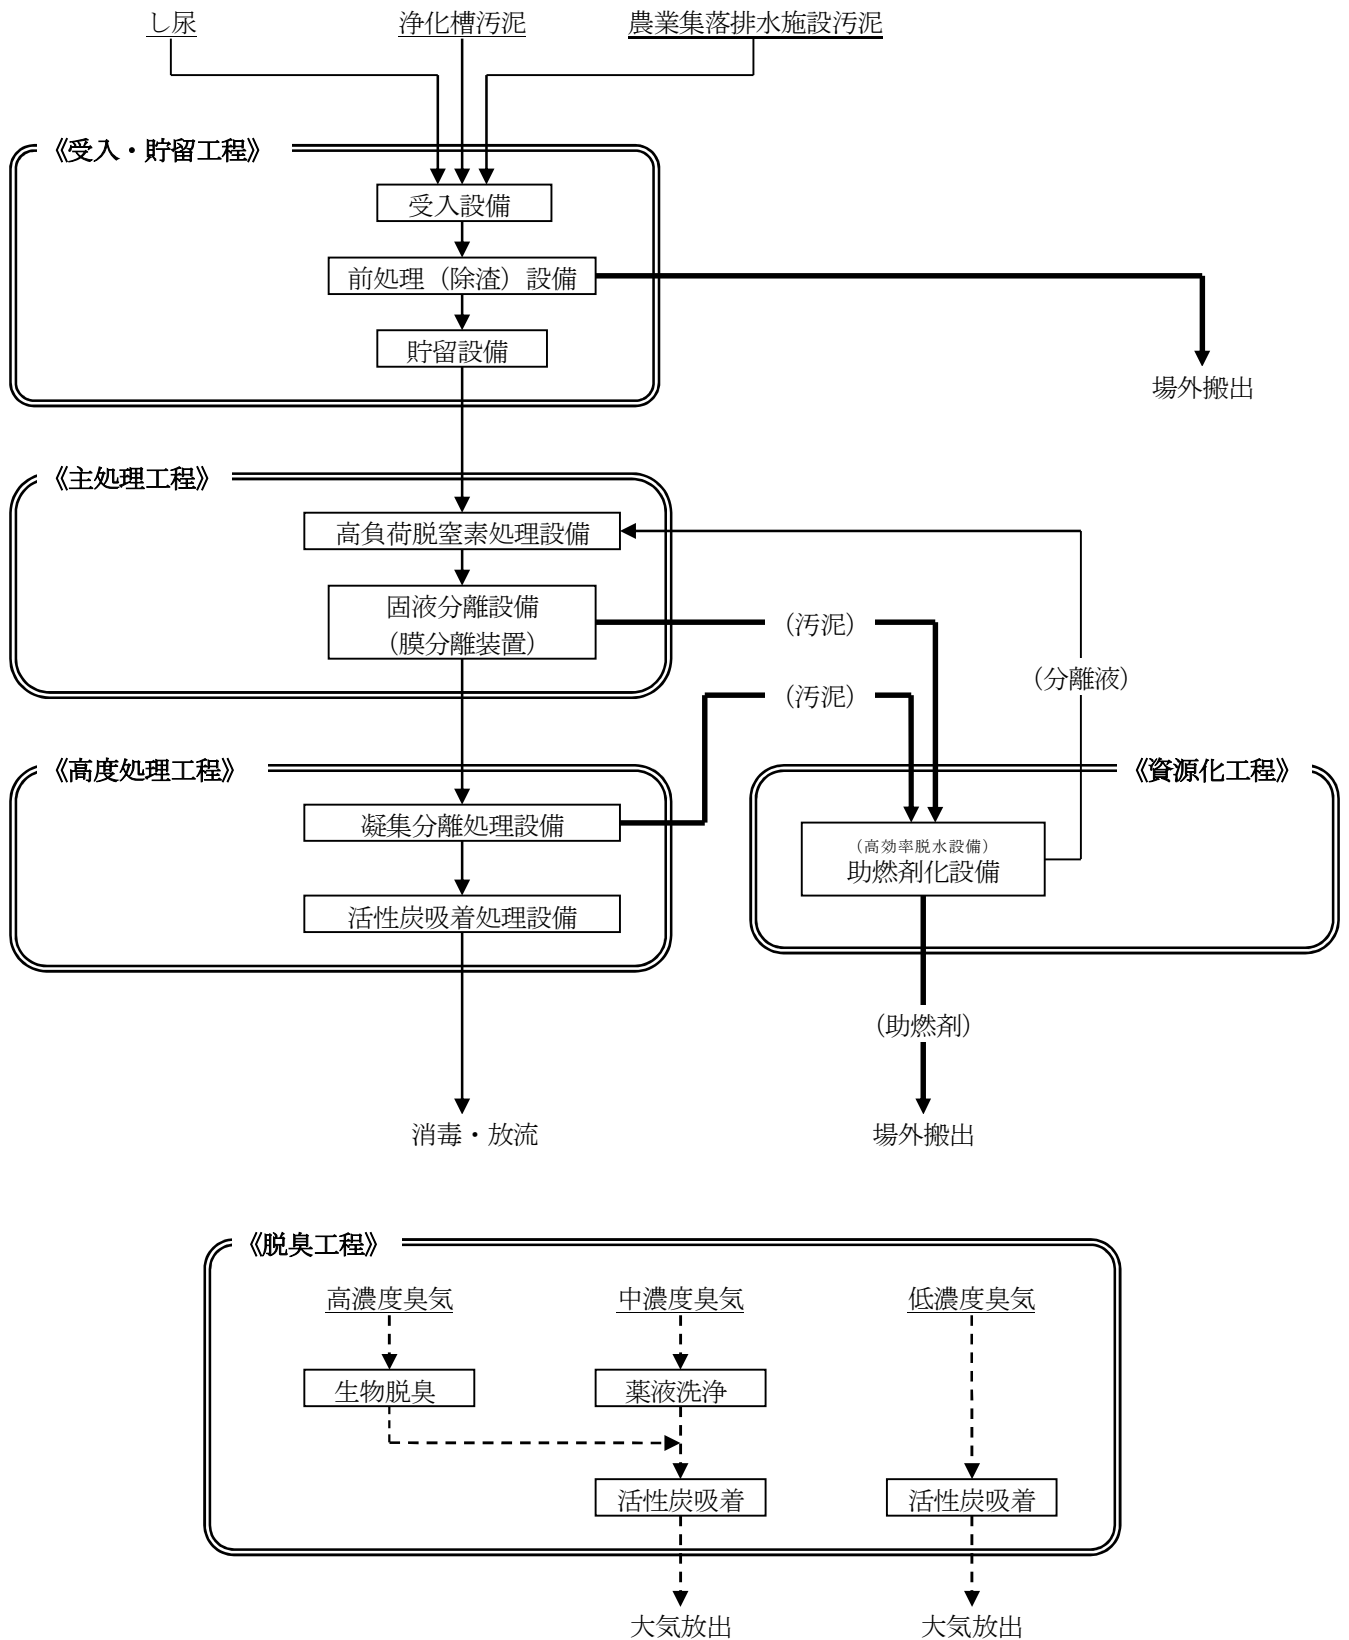 し尿
浄化槽汚泥
農業集落排水施設汚泥
《受入・貯留工程》
受入設備
前処理（除渣）設備
貯留設備
場外搬出
《主処理工程》
高負荷脱窒素処理設備
固液分離設備
（膜分離装置）
（汚泥）
（分離液）
（汚泥）
《高度処理工程》
《資源化工程》
凝集分離処理設備
（高効率脱水設備）
助燃剤化設備
活性炭吸着処理設備
（助燃剤）
消毒・放流
場外搬出
《脱臭工程》
高濃度臭気
中濃度臭気
低濃度臭気
生物脱臭
薬液洗浄
活性炭吸着
活性炭吸着
大気放出
大気放出